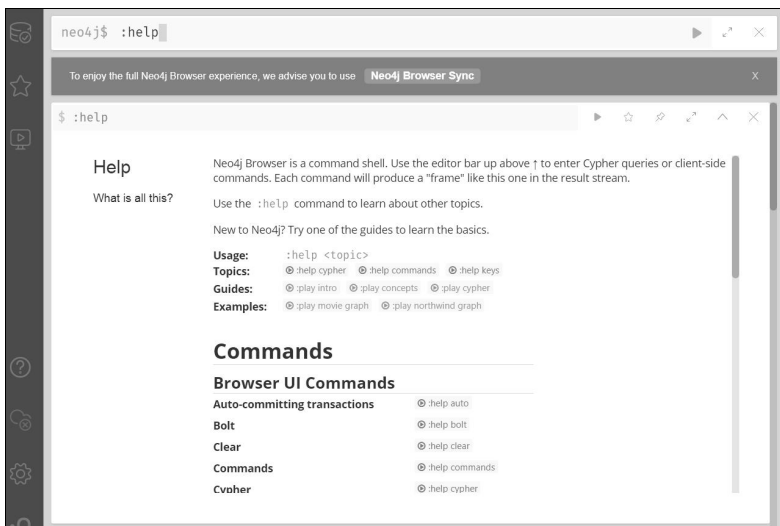 neo4j$ :help
To enjoy the full Neo4j Browser experience, we advise you to use Neo4j Browser Sync X
$ :help
Help
What is all this?
Neo4j Browser is a command shell. Use the editor bar up above ↑ to enter Cypher queries or client-side
commands. Each command will produce a "frame" like this one in the result stream.
Use the :help command to learn about other topics.
New to Neo4j? Try one of the guides to learn the basics.
Usage: :help <topic>
Topics: :help cypher :help commands :help keys
Guides: :play intro :play concepts :play cypher
Examples: :play movie graph :play northwind graph
Commands
Browser UI Commands
Auto-committing transactions :help auto
Bolt :help bolt
Clear :help clear
Commands :help commands
Cypher :help cypher